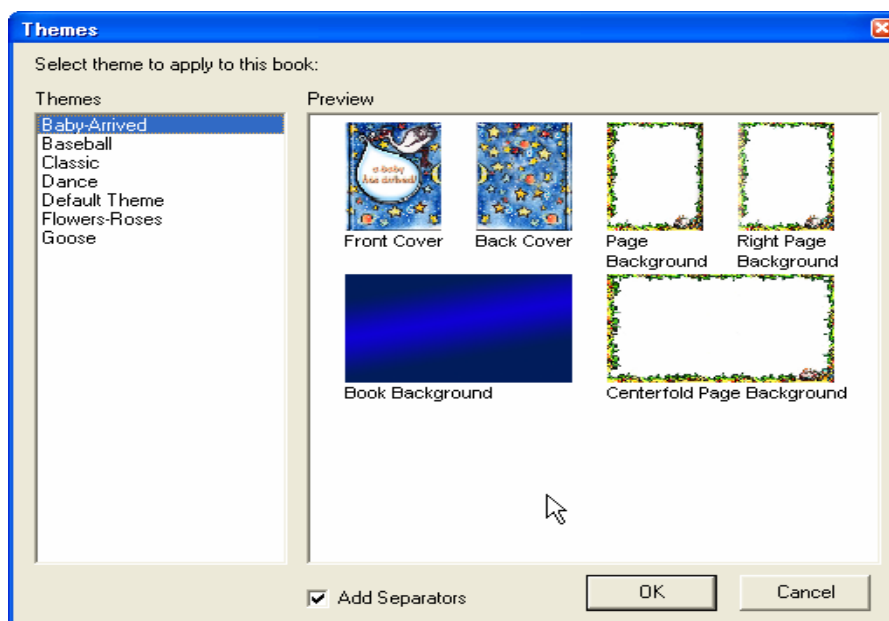 Themes
Select theme to apply to this book:
Themes
Baby-Arrived
Baseball
Classic
Dance
Default Theme
Flowers-Roses
Goose
Preview
a baby
has arrived!
Front Cover
Back Cover
Page
Background
Right Page
Background
Book Background
Centerfold Page Background
Add Separators
OK
Cancel